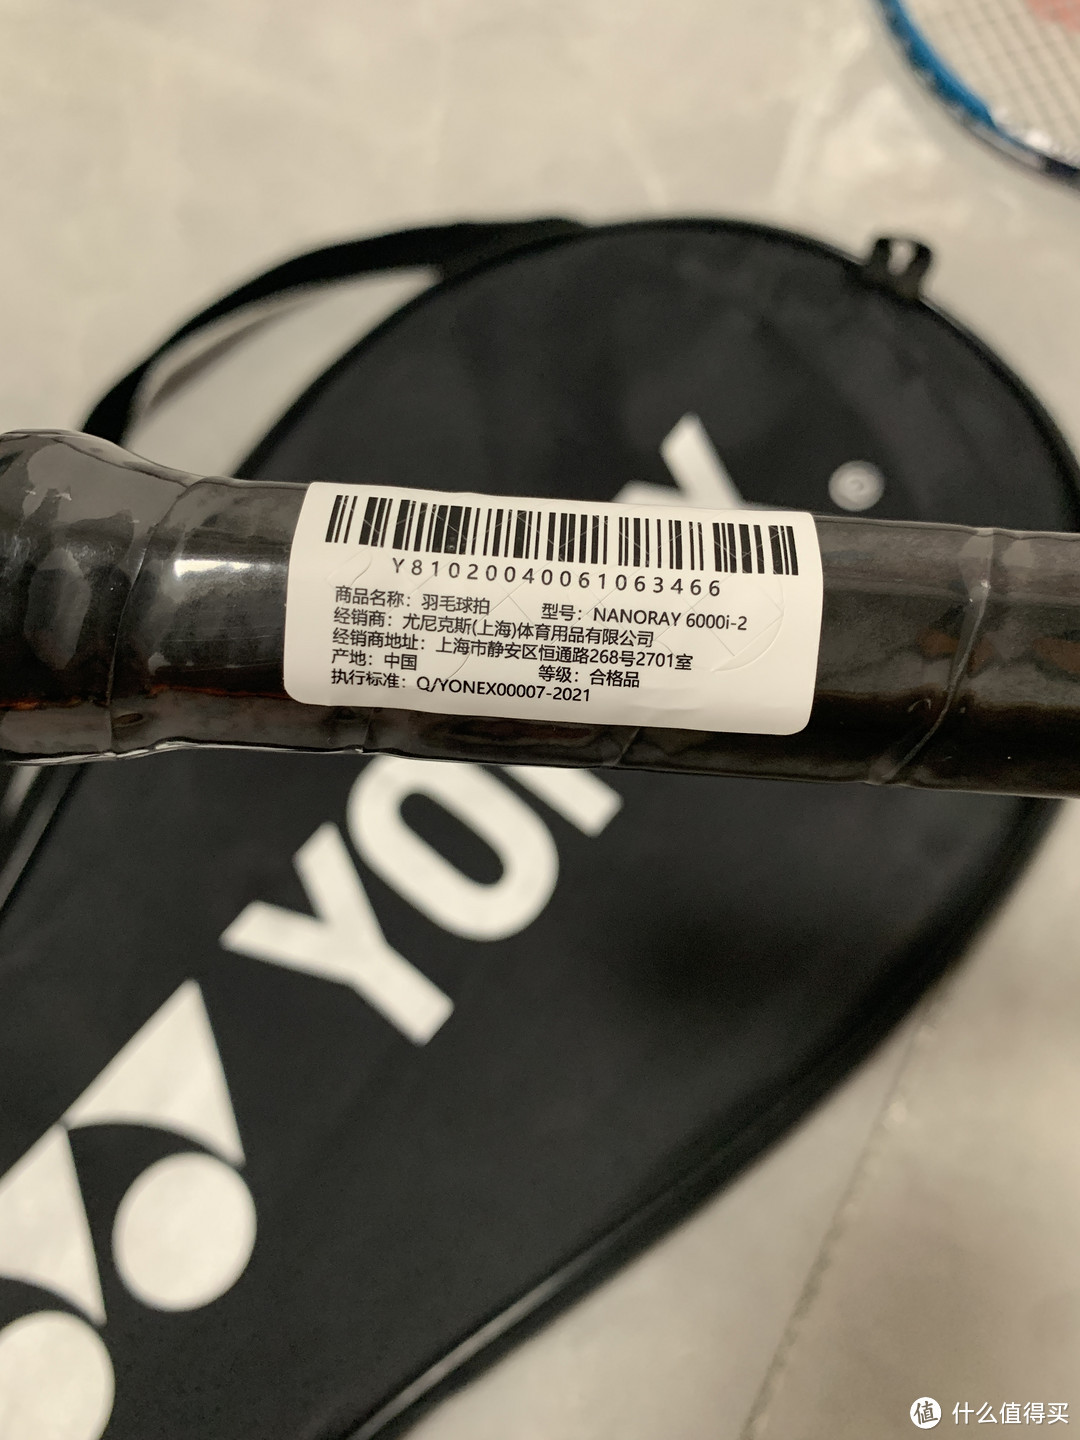 Y81020040061063466
商品名称：羽毛球拍 型号：NANORAY 6000i-2
经销商：尤尼克斯(上海)体育用品有限公司
经销商地址：上海市静安区恒通路268号2701室
产地：中国 等级：合格品
执行标准：Q/YONEX00007-2021
YONEX
值 什么值得买